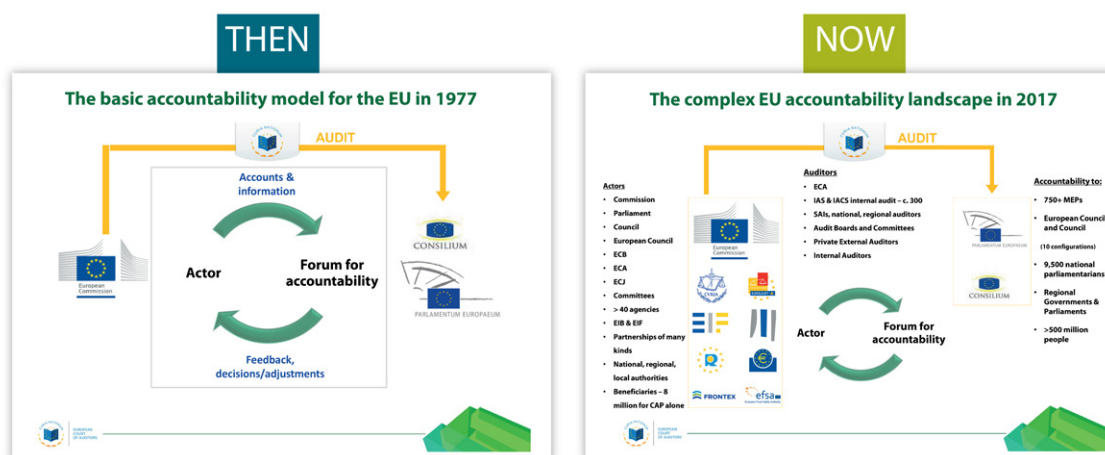 THEN
The basic accountability model for the EU in 1977
AUDIT
Accounts &
information
Actor
Forum for
accountability
Feedback,
decisions/adjustments
European
Commission
CONSILIUM
PARLAMENTUM EUROPAEUM
EUROPEAN
COURT
OF AUDITORS
NOW
The complex EU accountability landscape in 2017
AUDIT
Actors
• Commission
• Parliament
• Council
• European Council
• ECB
• ECA
• ECJ
• Committees
• > 40 agencies
• EIB & EIF
• Partnerships of many
kinds
• National, regional,
local authorities
• Beneficiaries – 8
million for CAP alone
European
Commission
CVRIA
EIF
FRONTEX
efsa
Auditors
• ECA
• IAS & IACS internal audit – c. 300
• SAIs, national, regional auditors
• Audit Boards and Committees
• Private External Auditors
• Internal Auditors
Actor
Forum for
accountability
PARLAMENTUM EUROPAEUM
CONSILIUM
Accountability to:
• 750+ MEPs
• European Council
and Council
(10 configurations)
• 9,500 national
parliamentarians
• Regional
Governments &
Parliaments
• >500 million
people
EUROPEAN
COURT
OF AUDITORS